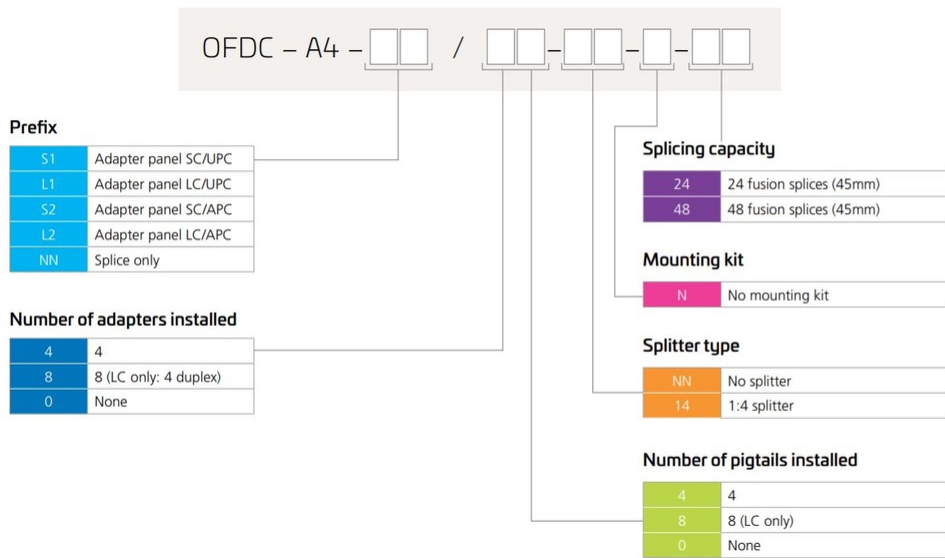 OFDC – A4 – / - - -
Prefix
S1 Adapter panel SC/UPC
L1 Adapter panel LC/UPC
S2 Adapter panel SC/APC
L2 Adapter panel LC/APC
NN Splice only
Number of adapters installed
4 4
8 8 (LC only: 4 duplex)
0 None
Splicing capacity
24 24 fusion splices (45mm)
48 48 fusion splices (45mm)
Mounting kit
N No mounting kit
Splitter type
NN No splitter
14 1:4 splitter
Number of pigtails installed
4 4
8 8 (LC only)
0 None